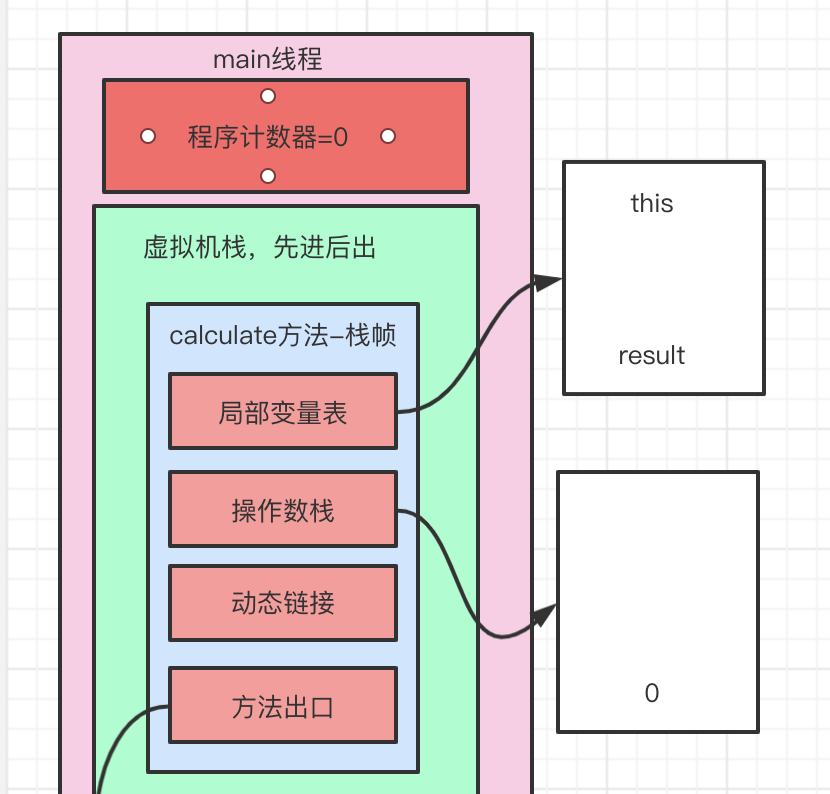 main线程
程序计数器=0
虚拟机栈，先进后出
calculate方法-栈帧
局部变量表
操作数栈
动态链接
方法出口
this
result
0